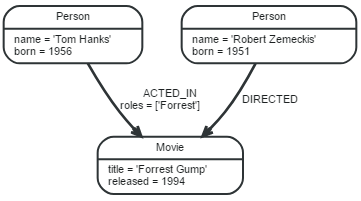 Person
name = 'Tom Hanks'
born = 1956
Person
name = 'Robert Zemeckis'
born = 1951
ACTED_IN
roles = ['Forrest']
DIRECTED
Movie
title = 'Forrest Gump'
released = 1994